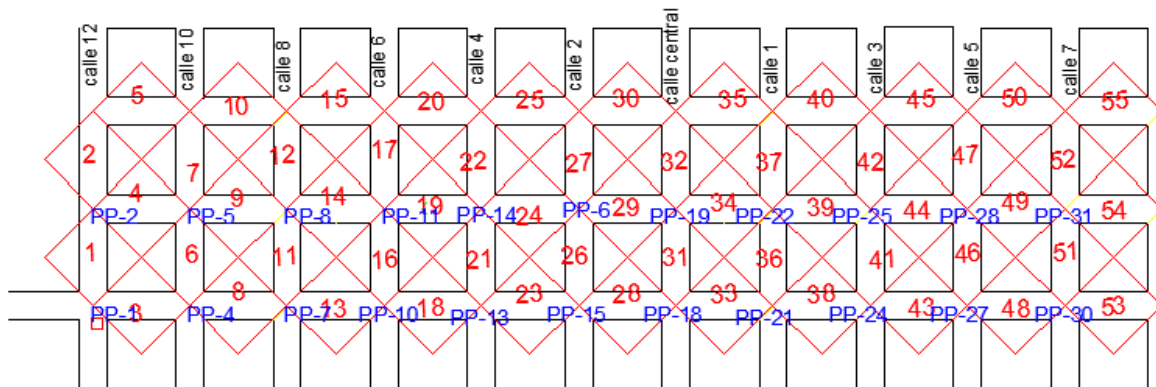 calle 12
calle 10
calle 8
calle 6
calle 4
calle 2
calle central
calle 1
calle 3
calle 5
calle 7
5 10 15 20 25 30 35 40 45 50 55
2 7 12 17 22 27 32 37 42 47 52
4 9 14 19 24 29 34 39 44 49 54
PP-2 PP-5 PP-8 PP-11 PP-14 PP-6 PP-19 PP-22 PP-25 PP-28 PP-31
1 6 11 16 21 26 31 36 41 46 51
3 8 13 18 23 28 33 38 43 48 53
PP-1 PP-4 PP-7 PP-10 PP-13 PP-15 PP-18 PP-21 PP-24 PP-27 PP-30